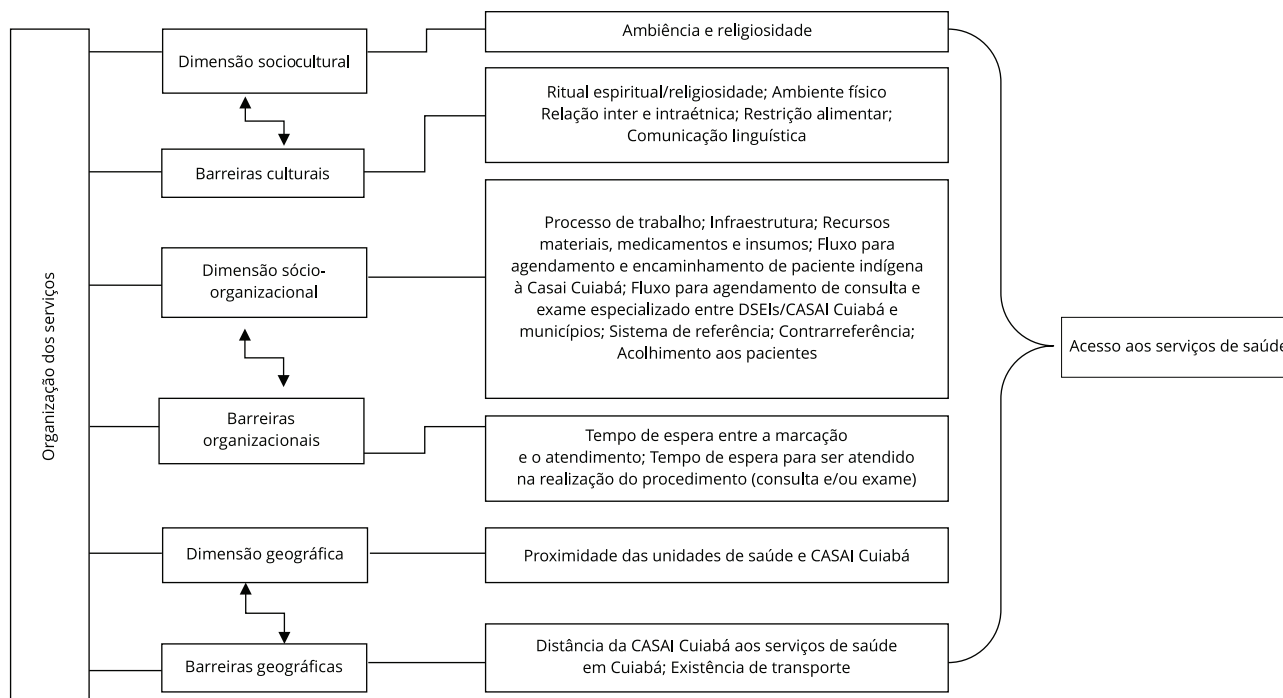 Organização dos serviços
Dimensão sociocultural
Ambiência e religiosidade
Barreiras culturais
Ritual espiritual/religiosidade; Ambiente físico
Relação inter e intraétnica; Restrição alimentar;
Comunicação linguística
Dimensão sócio-
organizacional
Processo de trabalho; Infraestrutura; Recursos
materiais, medicamentos e insumos; Fluxo para
agendamento e encaminhamento de paciente indígena
à Casai Cuiabá; Fluxo para agendamento de consulta e
exame especializado entre DSEIs/CASAI Cuiabá e
municípios; Sistema de referência; Contrarreferência;
Acolhimento aos pacientes
Barreiras
organizacionais
Tempo de espera entre a marcação
e o atendimento; Tempo de espera para ser atendido
na realização do procedimento (consulta e/ou exame)
Dimensão geográfica
Proximidade das unidades de saúde e CASAI Cuiabá
Barreiras geográficas
Distância da CASAI Cuiabá aos serviços de saúde
em Cuiabá; Existência de transporte
Acesso aos serviços de saúde